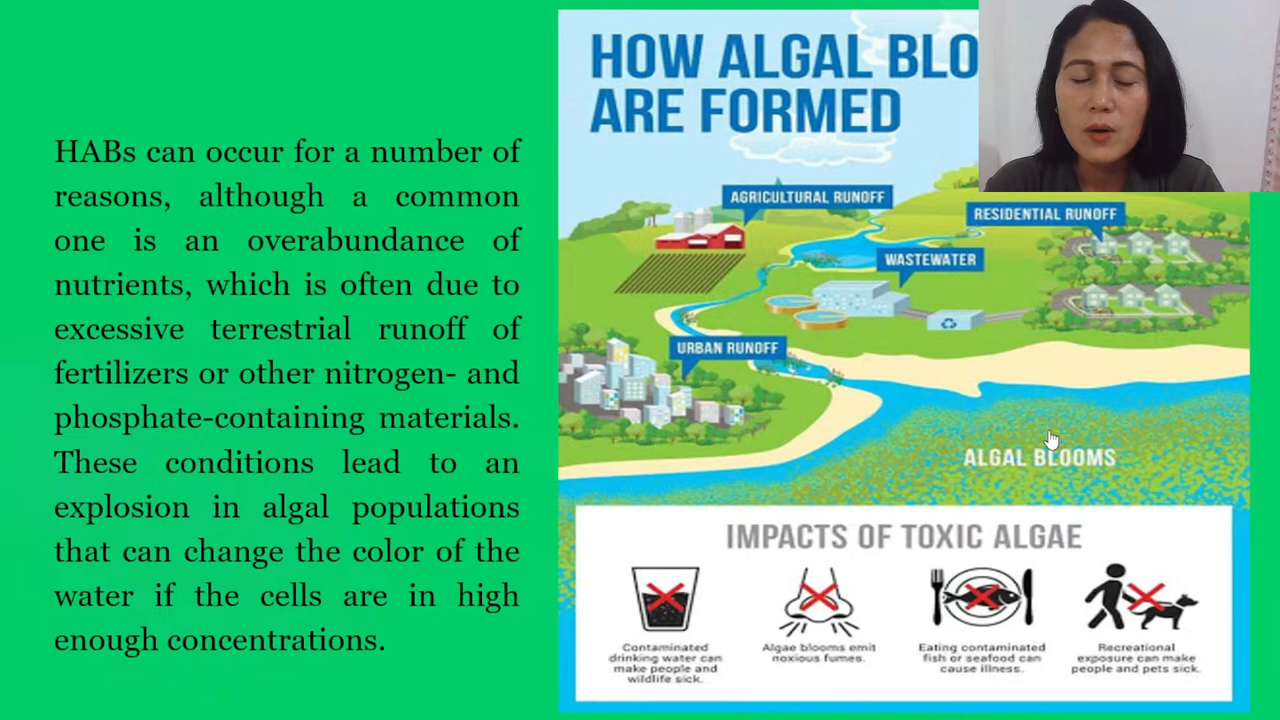 HABs can occur for a number of
reasons, although a common
one is an overabundance of
nutrients, which is often due to
excessive terrestrial runoff of
fertilizers or other nitrogen- and
phosphate-containing materials.
These conditions lead to an
explosion in algal populations
that can change the color of the
water if the cells are in high
enough concentrations.
HOW ALGAL BLO
ARE FORMED
AGRICULTURAL RUNOFF
RESIDENTIAL RUNOFF
WASTEWATER
URBAN RUNOFF
ALGAL BLOOMS
IMPACTS OF TOXIC ALGAE
Contaminated
drinking water can
make people and
wildlife sick.
Algae blooms emit
noxious fumes.
Eating contaminated
fish or seafood can
cause illness.
Recreational
exposure can make
people and pets sick.